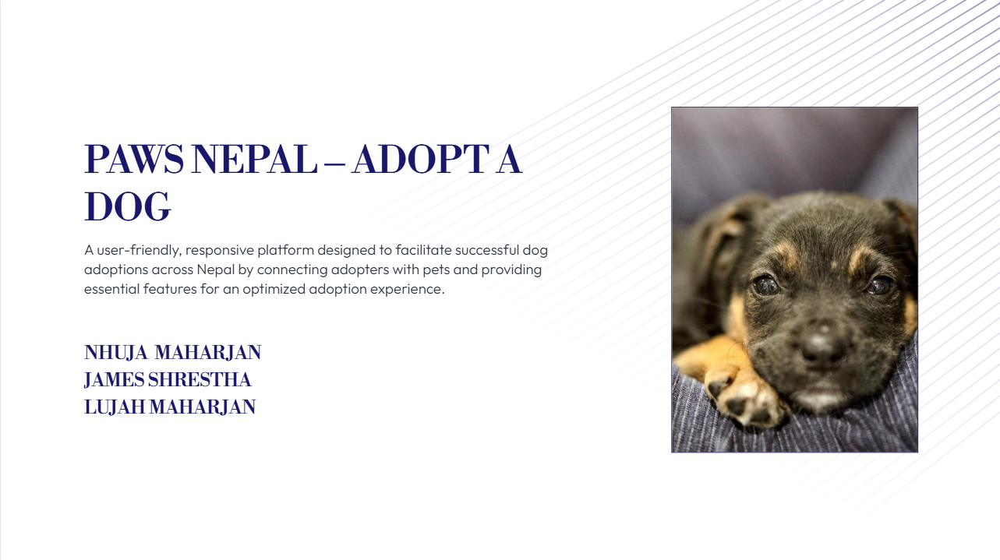 PAWS NEPAL – ADOPT A
DOG
A user-friendly, responsive platform designed to facilitate successful dog
adoptions across Nepal by connecting adopters with pets and providing
essential features for an optimized adoption experience.
NHUJA  MAHARJAN
JAMES SHRESTHA
LUJAH MAHARJAN